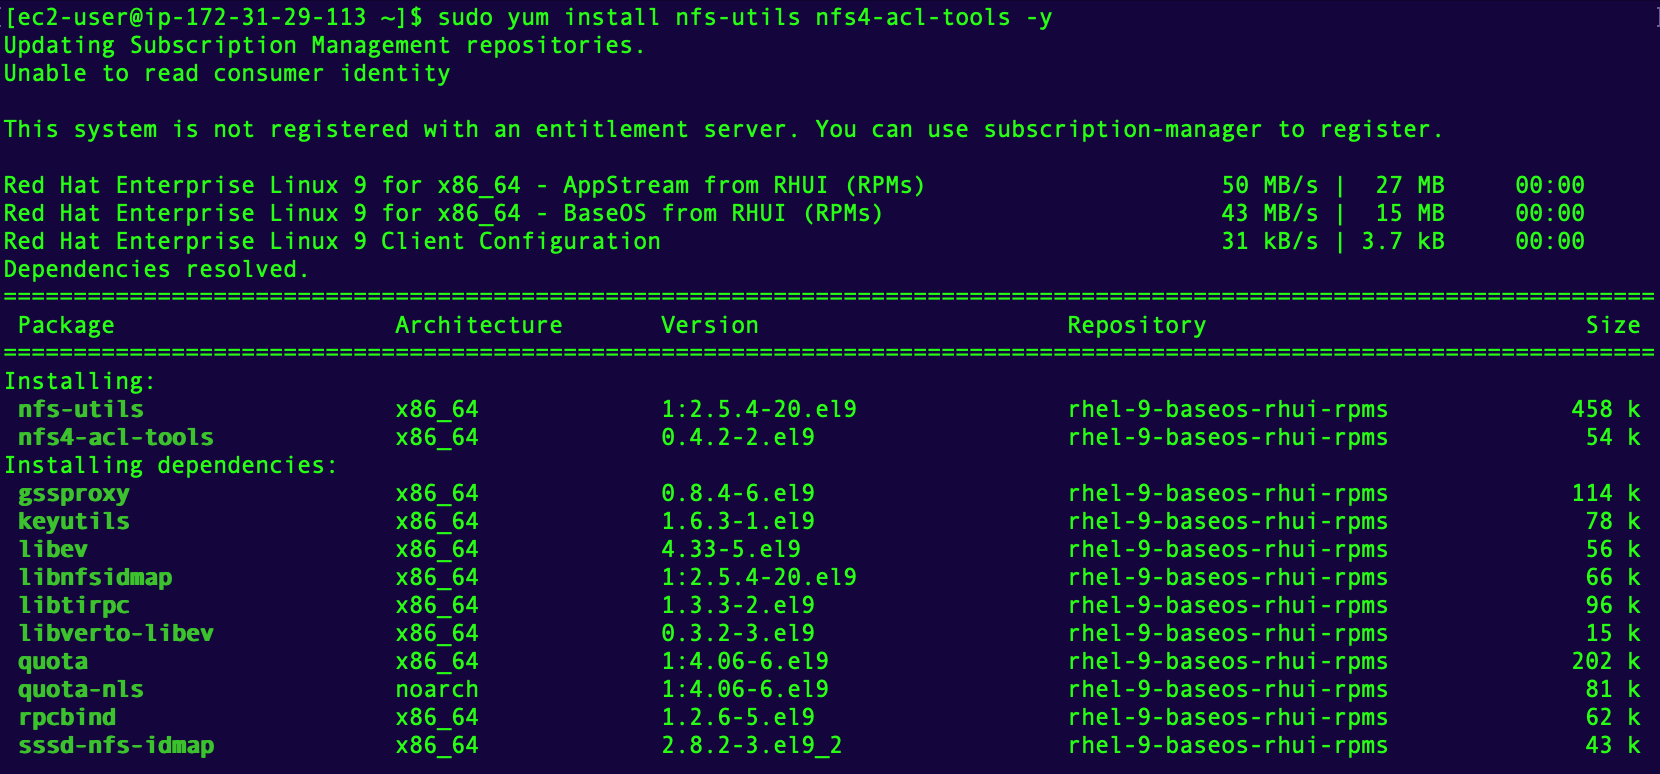 [ec2-user@ip-172-31-29-113 ~]$ sudo yum install nfs-utils nfs4-acl-tools -y
Updating Subscription Management repositories.
Unable to read consumer identity
This system is not registered with an entitlement server. You can use subscription-manager to register.
Red Hat Enterprise Linux 9 for x86_64 - AppStream from RHUI (RPMs) 50 MB/s | 27 MB 00:00
Red Hat Enterprise Linux 9 for x86_64 - BaseOS from RHUI (RPMs) 43 MB/s | 15 MB 00:00
Red Hat Enterprise Linux 9 Client Configuration 31 kB/s | 3.7 kB 00:00
Dependencies resolved.
======================================================================================================================
Package Architecture Version Repository Size
======================================================================================================================
Installing:
nfs-utils x86_64 1:2.5.4-20.el9 rhel-9-baseos-rhui-rpms 458 k
nfs4-acl-tools x86_64 0.4.2-2.el9 rhel-9-baseos-rhui-rpms 54 k
Installing dependencies:
gssproxy x86_64 0.8.4-6.el9 rhel-9-baseos-rhui-rpms 114 k
keyutils x86_64 1.6.3-1.el9 rhel-9-baseos-rhui-rpms 78 k
libev x86_64 4.33-5.el9 rhel-9-baseos-rhui-rpms 56 k
libnfsidmap x86_64 1:2.5.4-20.el9 rhel-9-baseos-rhui-rpms 66 k
libtirpc x86_64 1.3.3-2.el9 rhel-9-baseos-rhui-rpms 96 k
libverto-libev x86_64 0.3.2-3.el9 rhel-9-baseos-rhui-rpms 15 k
quota x86_64 1:4.06-6.el9 rhel-9-baseos-rhui-rpms 202 k
quota-nls noarch 1:4.06-6.el9 rhel-9-baseos-rhui-rpms 81 k
rpcbind x86_64 1.2.6-5.el9 rhel-9-baseos-rhui-rpms 62 k
sssd-nfs-idmap x86_64 2.8.2-3.el9_2 rhel-9-baseos-rhui-rpms 43 k